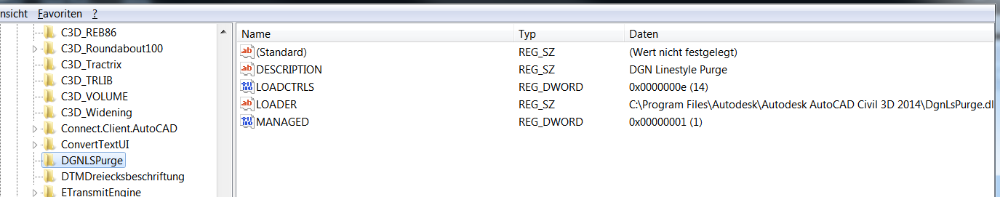 nsicht Favoriten ?
C3D_REB86
C3D_Roundabout100
C3D_Tractrix
C3D_TRLIB
C3D_VOLUME
C3D_Widening
Connect.Client.AutoCAD
ConvertTextUI
DGNLSPurge
DTMDreiecksbeschriftung
ETransmitEngine
Name Typ Daten
(Standard) REG_SZ (Wert nicht festgelegt)
DESCRIPTION REG_SZ DGN Linestyle Purge
LOADCTRLS REG_DWORD 0x0000000e (14)
LOADER REG_SZ C:\Program Files\Autodesk\Autodesk AutoCAD Civil 3D 2014\DgnLsPurge.dl
MANAGED REG_DWORD 0x00000001 (1)